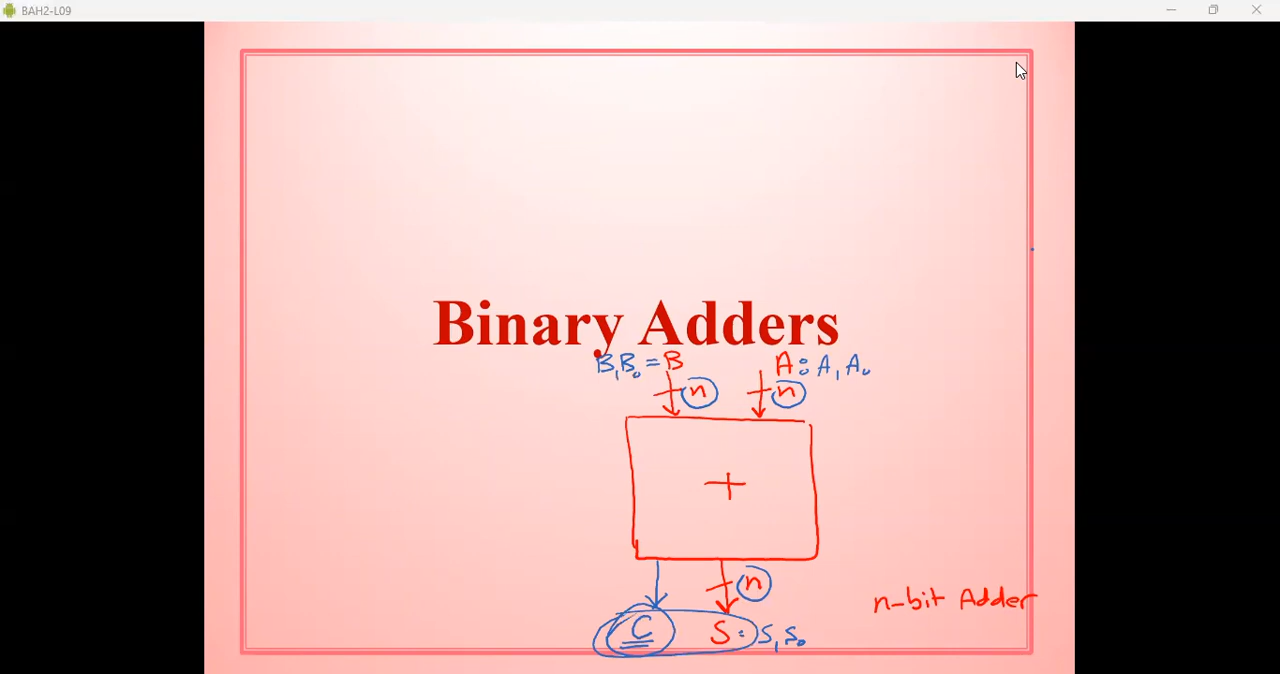 BAH2-L09
Binary Adders
B₁B₀ = B A: A₁A₀
n n
+
n
C S: S₁S₀
n-bit Adder